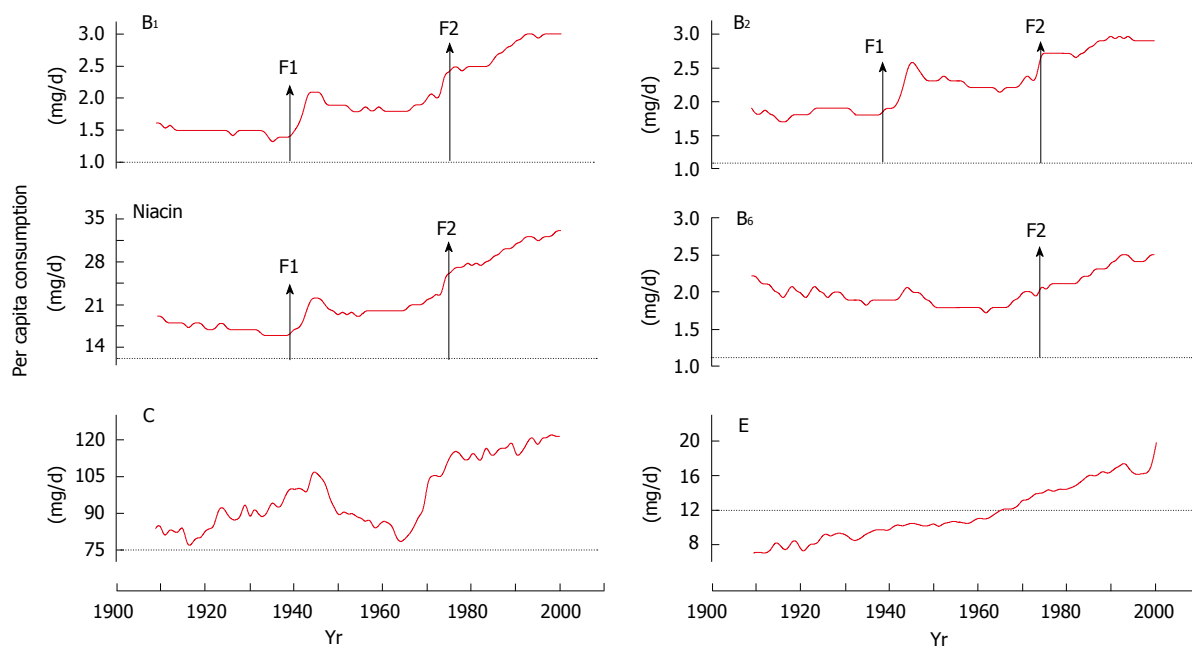 Per capita consumption
B1
(mg/d)
3.0
2.5
2.0
1.5
1.0
F1
F2
B2
(mg/d)
3.0
2.5
2.0
1.5
1.0
F1
F2
Niacin
(mg/d)
35
28
21
14
F1
F2
B6
(mg/d)
3.0
2.5
2.0
1.5
1.0
F2
C
(mg/d)
120
105
90
75
1900 1920 1940 1960 1980 2000
Yr
E
(mg/d)
20
16
12
8
1900 1920 1940 1960 1980 2000
Yr